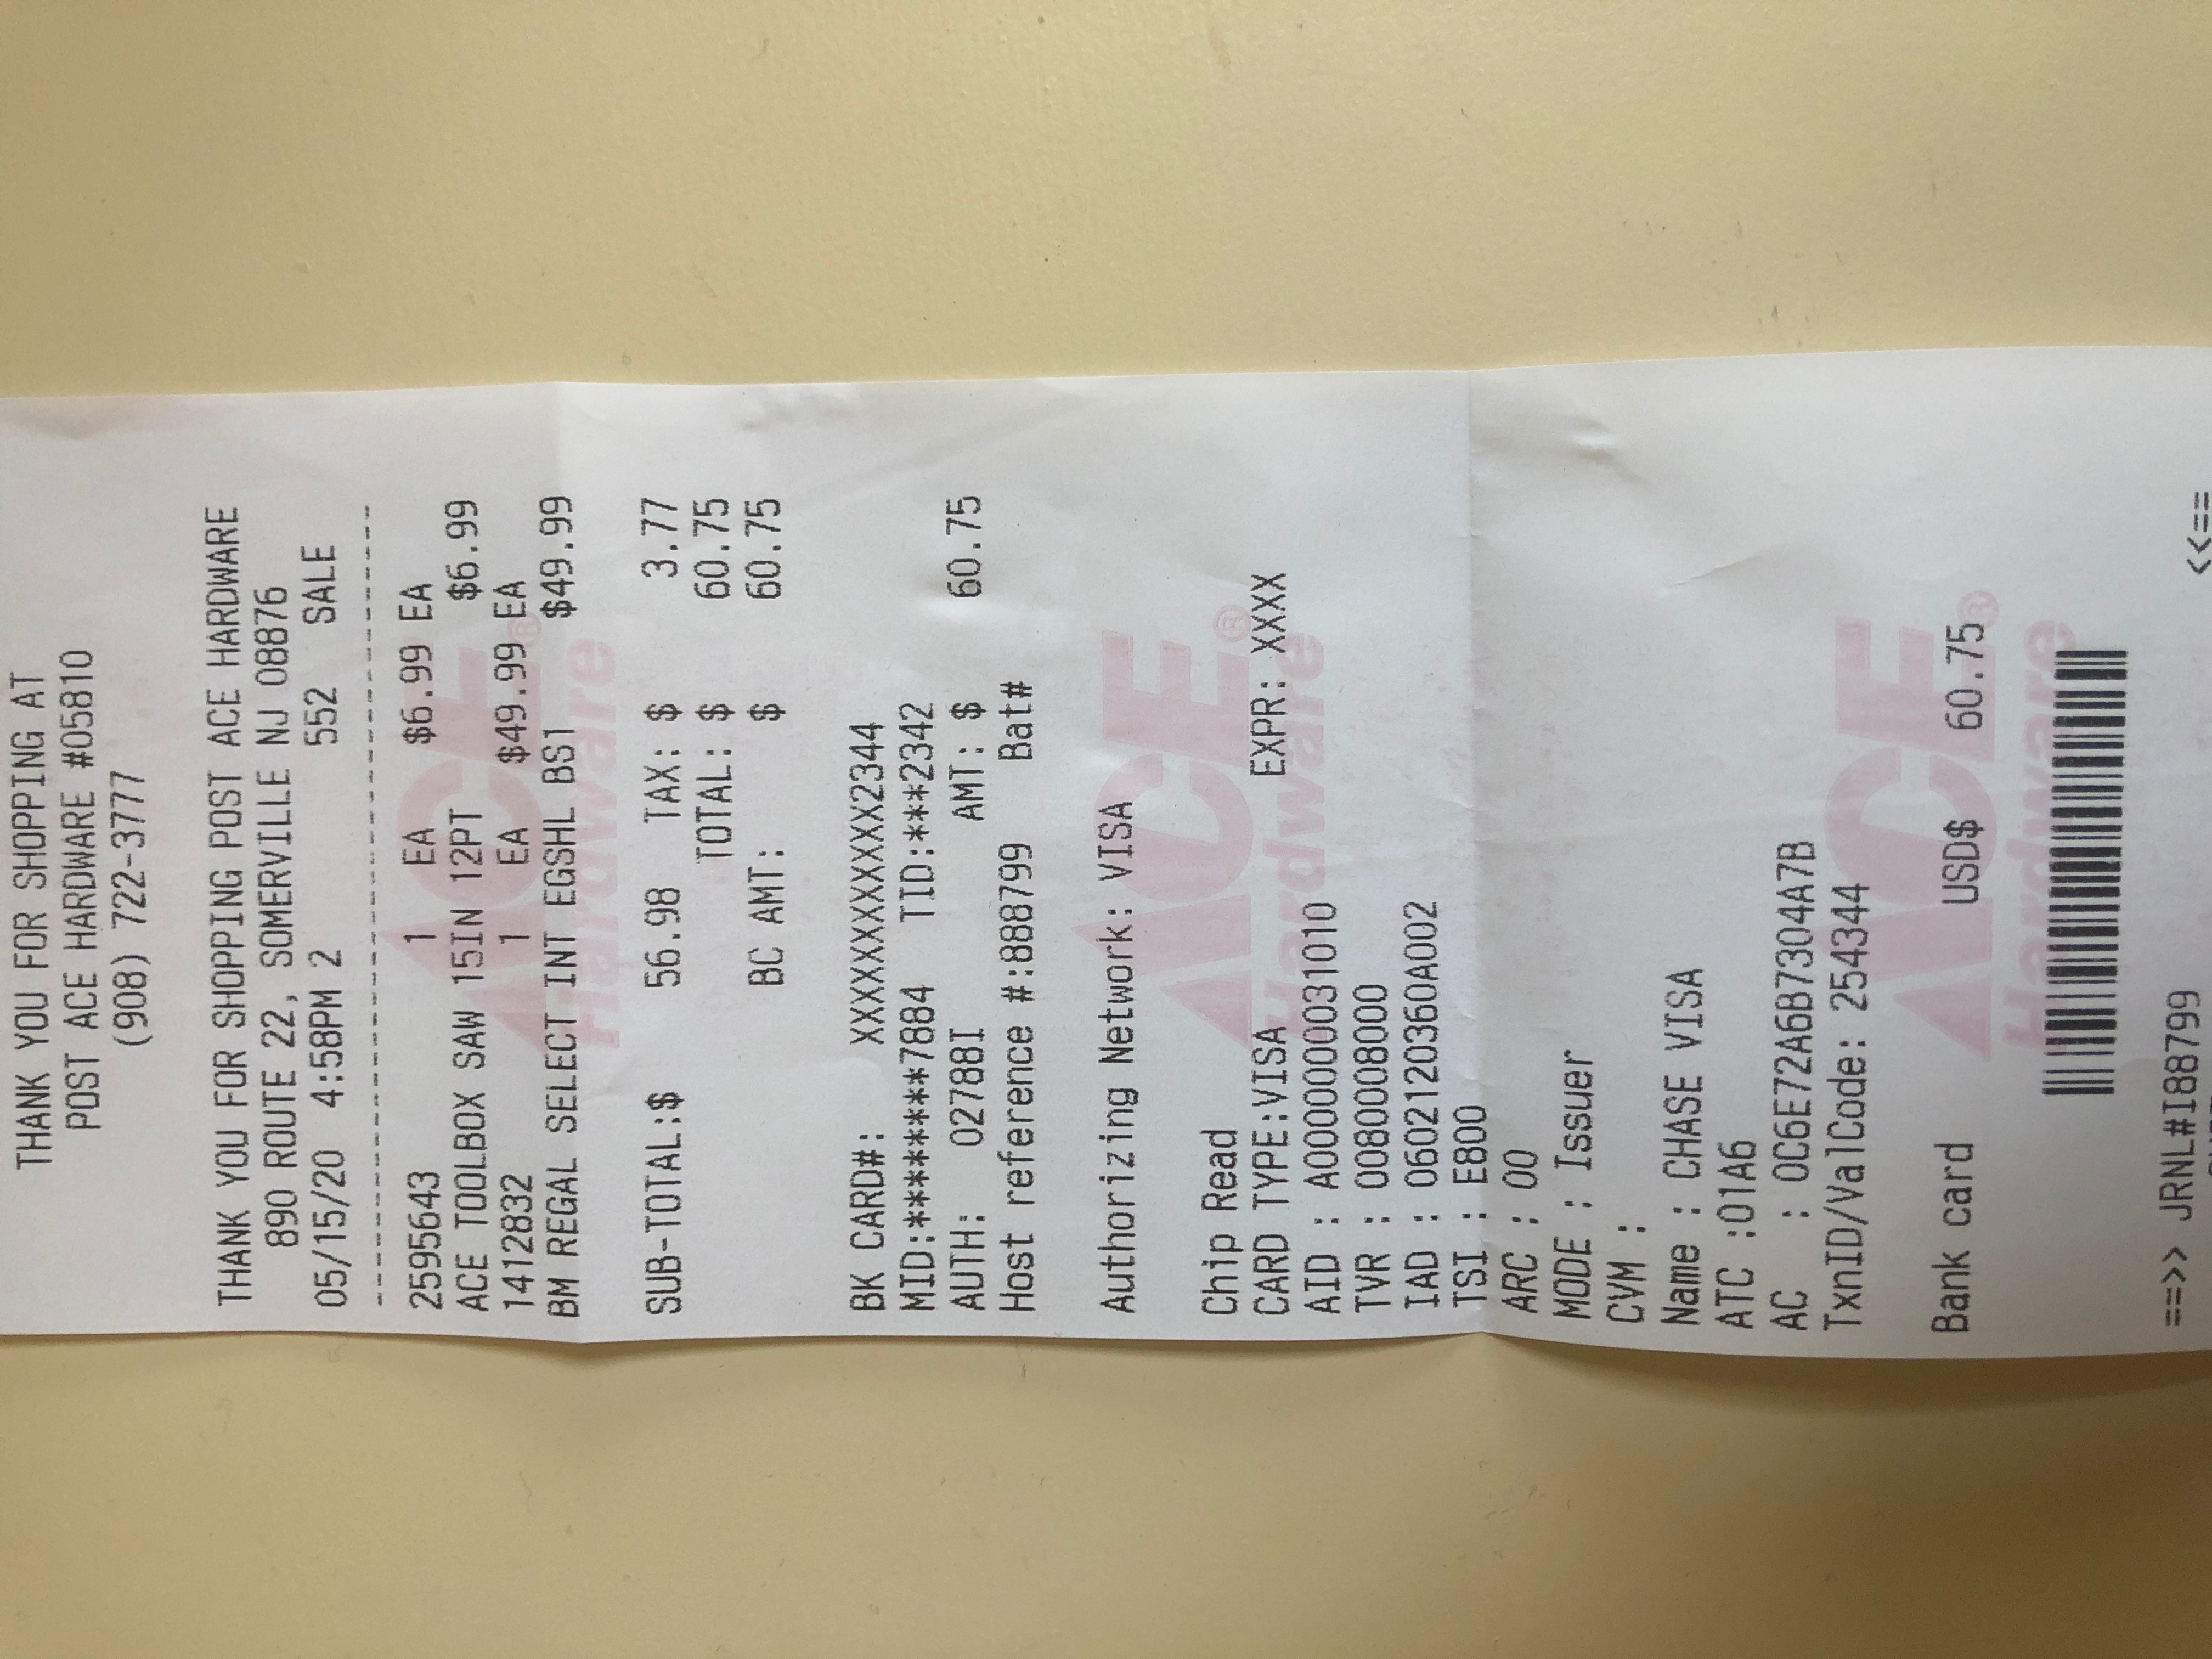 THANK YOU FOR SHOPPING AT
POST ACE HARDWARE #05810
(908) 722-3777
THANK YOU FOR SHOPPING POST ACE HARDWARE
890 ROUTE 22, SOMERVILLE NJ 08876
05/15/20 4:58PM 2 552 SALE
2595643 1 EA $6.99 EA
ACE TOOLBOX SAW 15IN 12PT $6.99
1412832 1 EA $49.99 EA
BM REGAL SELECT INT EGSHL BS1 $49.99
ACE ®
Hardware
SUB-TOTAL:$ 56.98 TAX: $ 3.77
TOTAL: $ 60.75
BC AMT: $ 60.75
BK CARD#: XXXXXXXXXXXX2344
MID:********7884 TID:***2342
AUTH: 02788I AMT: $ 60.75
Host reference #:888799 Bat#
Authorizing Network: VISA
ACE ®
Hardware
Chip Read
CARD TYPE:VISA EXPR: XXXX
AID : A0000000031010
TVR : 0080008000
IAD : 0602120360A002
TSI : E800
ARC : 00
MODE : Issuer
CVM :
Name : CHASE VISA
ATC :01A6
AC : 0C6E72A6B7304A7B
TxnID/ValCode: 254344
ACE ®
Hardware
Bank card USD$ 60.75
==>> JRNL#I88799 <<==